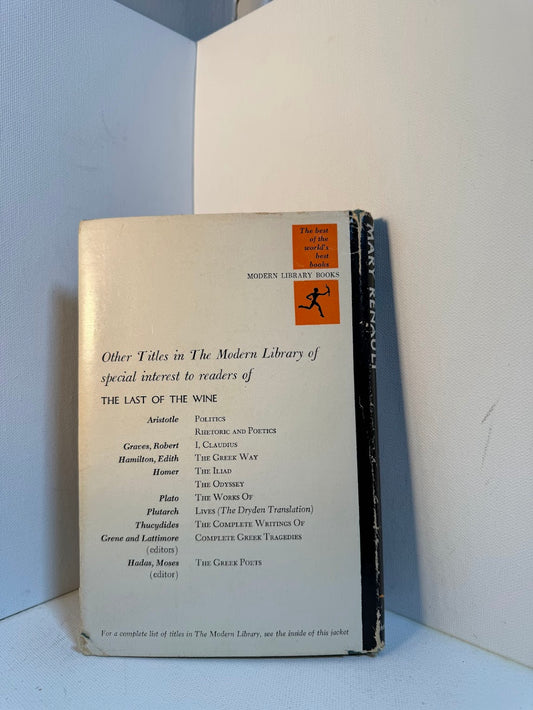 The best
of the
world's
best
books
MODERN LIBRARY BOOKS
Other Titles in The Modern Library of
special interest to readers of
THE LAST OF THE WINE
Aristotle POLITICS
RHETORIC AND POETICS
Graves, Robert I, CLAUDIUS
Hamilton, Edith THE GREEK WAY
Homer THE ILIAD
THE ODYSSEY
Plato THE WORKS OF
Plutarch LIVES (The Dryden Translation)
Thucydides THE COMPLETE WRITINGS OF
Grene and Lattimore COMPLETE GREEK TRAGEDIES
(editors)
Hadas, Moses THE GREEK POETS
(editor)
For a complete list of titles in The Modern Library, see the inside of this jacket
MARY RENAULT